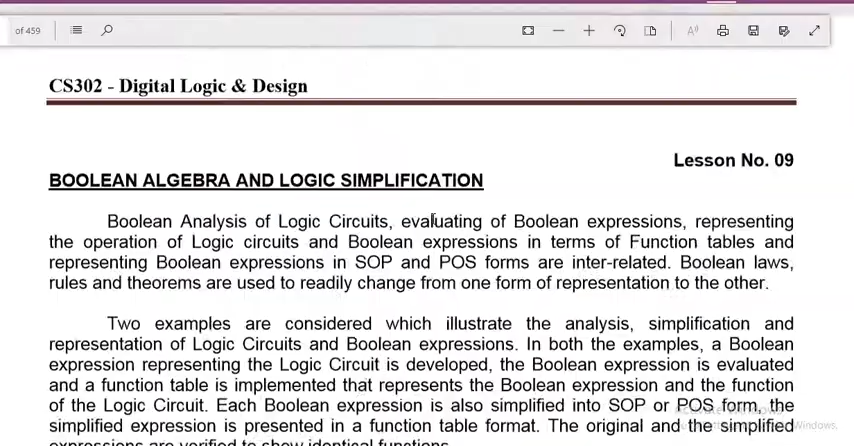 of 459
CS302 - Digital Logic & Design
Lesson No. 09
BOOLEAN ALGEBRA AND LOGIC SIMPLIFICATION
Boolean Analysis of Logic Circuits, evaluating of Boolean expressions, representing
the operation of Logic circuits and Boolean expressions in terms of Function tables and
representing Boolean expressions in SOP and POS forms are inter-related. Boolean laws,
rules and theorems are used to readily change from one form of representation to the other.
Two examples are considered which illustrate the analysis, simplification and
representation of Logic Circuits and Boolean expressions. In both the examples, a Boolean
expression representing the Logic Circuit is developed, the Boolean expression is evaluated
and a function table is implemented that represents the Boolean expression and the function
of the Logic Circuit. Each Boolean expression is also simplified into SOP or POS form, the
simplified expression is presented in a function table format. The original and the simplified
expressions are verified to show identical functions.